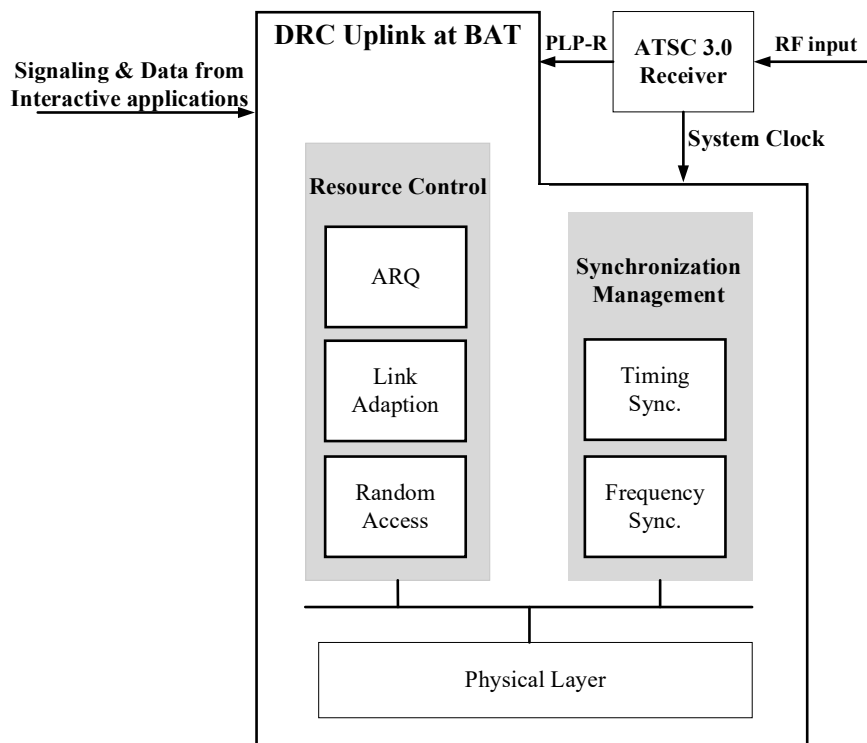 DRC Uplink at BAT
PLP-R
ATSC 3.0
Receiver
RF input
Signaling & Data from
Interactive applications
System Clock
Resource Control
ARQ
Link
Adaption
Random
Access
Synchronization
Management
Timing
Sync.
Frequency
Sync.
Physical Layer